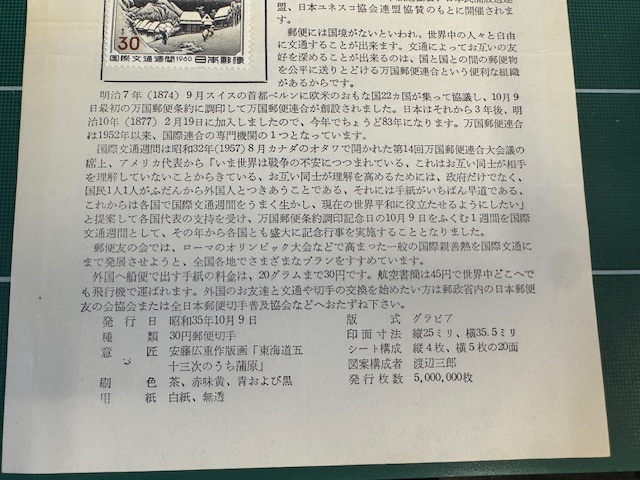 盟、日本ユネスコ協会連盟協賛のもとに開催されま
す。
郵便には国境がないといわれ、世界中の人々と自由
に文通することが出来ます。文通によってお互いの友
好を深めることが出来るのは、国と国との間の郵便物
を公平に送りとどける万国郵便連合という便利な組織
があるからです。
30
国際文通週間1960日本郵便
明治7年（1874）9月スイスの首都ベルンに欧米のおもな国22カ国が集って協議し、10月9
日最初の万国郵便条約に調印して万国郵便連合が創設されました。日本はそれから3年後、明
治10年（1877）2月19日に加入しましたので、今年でちょうど83年になります。万国郵便連合
は1952年以来、国際連合の専門機関の1つとなっています。
国際文通週間は昭和32年(1957)8月カナダのオタワで開かれた第14回万国郵便連合大会議の
席上、アメリカ代表から「いま世界は戦争の不安につつまれている、これはお互い同士が相手
を理解していないことからきている、お互い同士が理解を高めるためには、政府だけでなく、
国民1人1人がふだんから外国人とつきあうことである、それには手紙がいちばん早道である、
これからは各国で国際文通週間をうまく生かし、現在の世界平和に役立たせるようにしたい」
と提案して各国代表の支持を受け、万国郵便条約調印記念日の10月9日をふくむ1週間を国際
文通週間として、その年から各国とも盛大に記念行事を実施することとなりました。
郵便友の会では、ローマのオリンピック大会などで高まった一般の国際親善熱を国際文通に
まで発展させようと、全国各地でさまざまなプランをすすめています。
外国へ船便で出す手紙の料金は、20グラムまで30円です。航空書簡は45円で世界中どこへで
も飛行機で運ばれます。外国のお友達と文通や切手の交換を始めたい方は郵政省内の日本郵便
友の会協会または全日本郵便切手普及協会などへおたずね下さい。
発行日 昭和35年10月9日
種類 30円郵便切手
意匠 安藤広重作版画「東海道五
十三次のうち蒲原」
刷色 茶、赤味黄、青および黒
用紙 白紙、無透
版式 グラビア
印面寸法 縦25ミリ、横35.5ミリ
シート構成 縦4枚、横5枚の20面
図案構成者 渡辺三郎
発行枚数 5,000,000枚